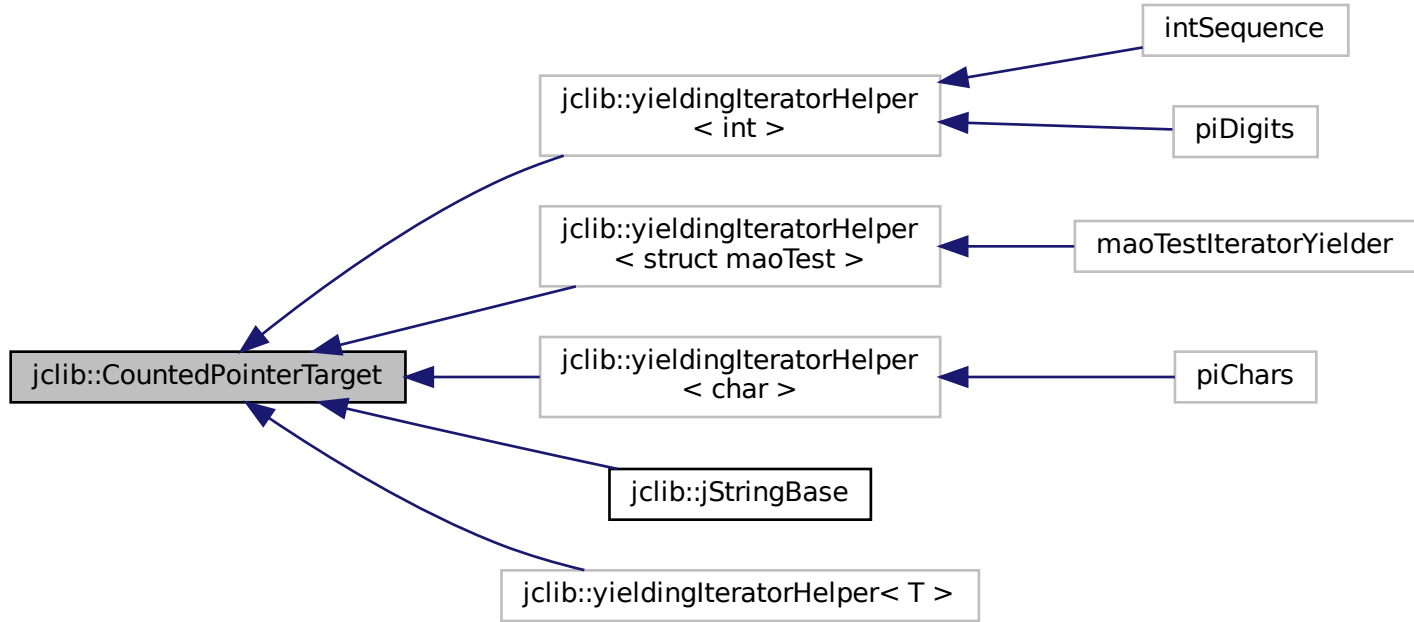 intSequence
jclib::yieldingIteratorHelper
< int >
piDigits
jclib::yieldingIteratorHelper
< struct maoTest >
maoTestIteratorYielder
jclib::CountedPointerTarget
jclib::yieldingIteratorHelper
< char >
piChars
jclib::jStringBase
jclib::yieldingIteratorHelper< T >